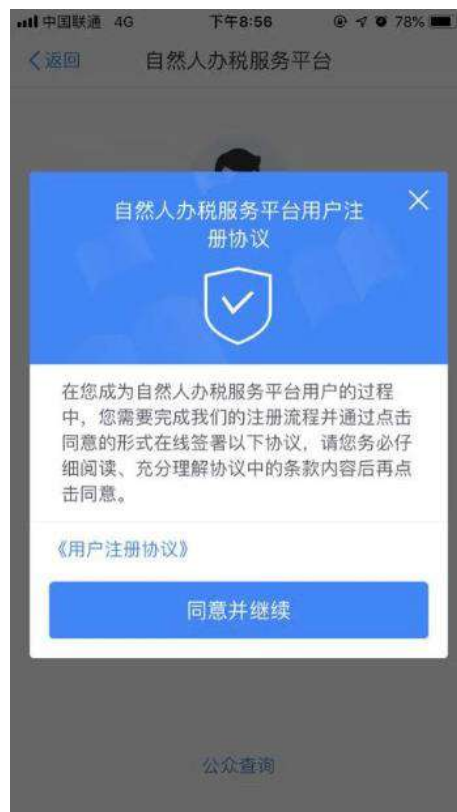 中国联通 4G 下午8:56 78%
返回 自然人办税服务平台
自然人办税服务平台用户注
册协议
在您成为自然人办税服务平台用户的过程
中，您需要完成我们的注册流程并通过点击
同意的形式在线签署以下协议，请您务必仔
细阅读、充分理解协议中的条款内容后再点
击同意。
《用户注册协议》
同意并继续
公众查询